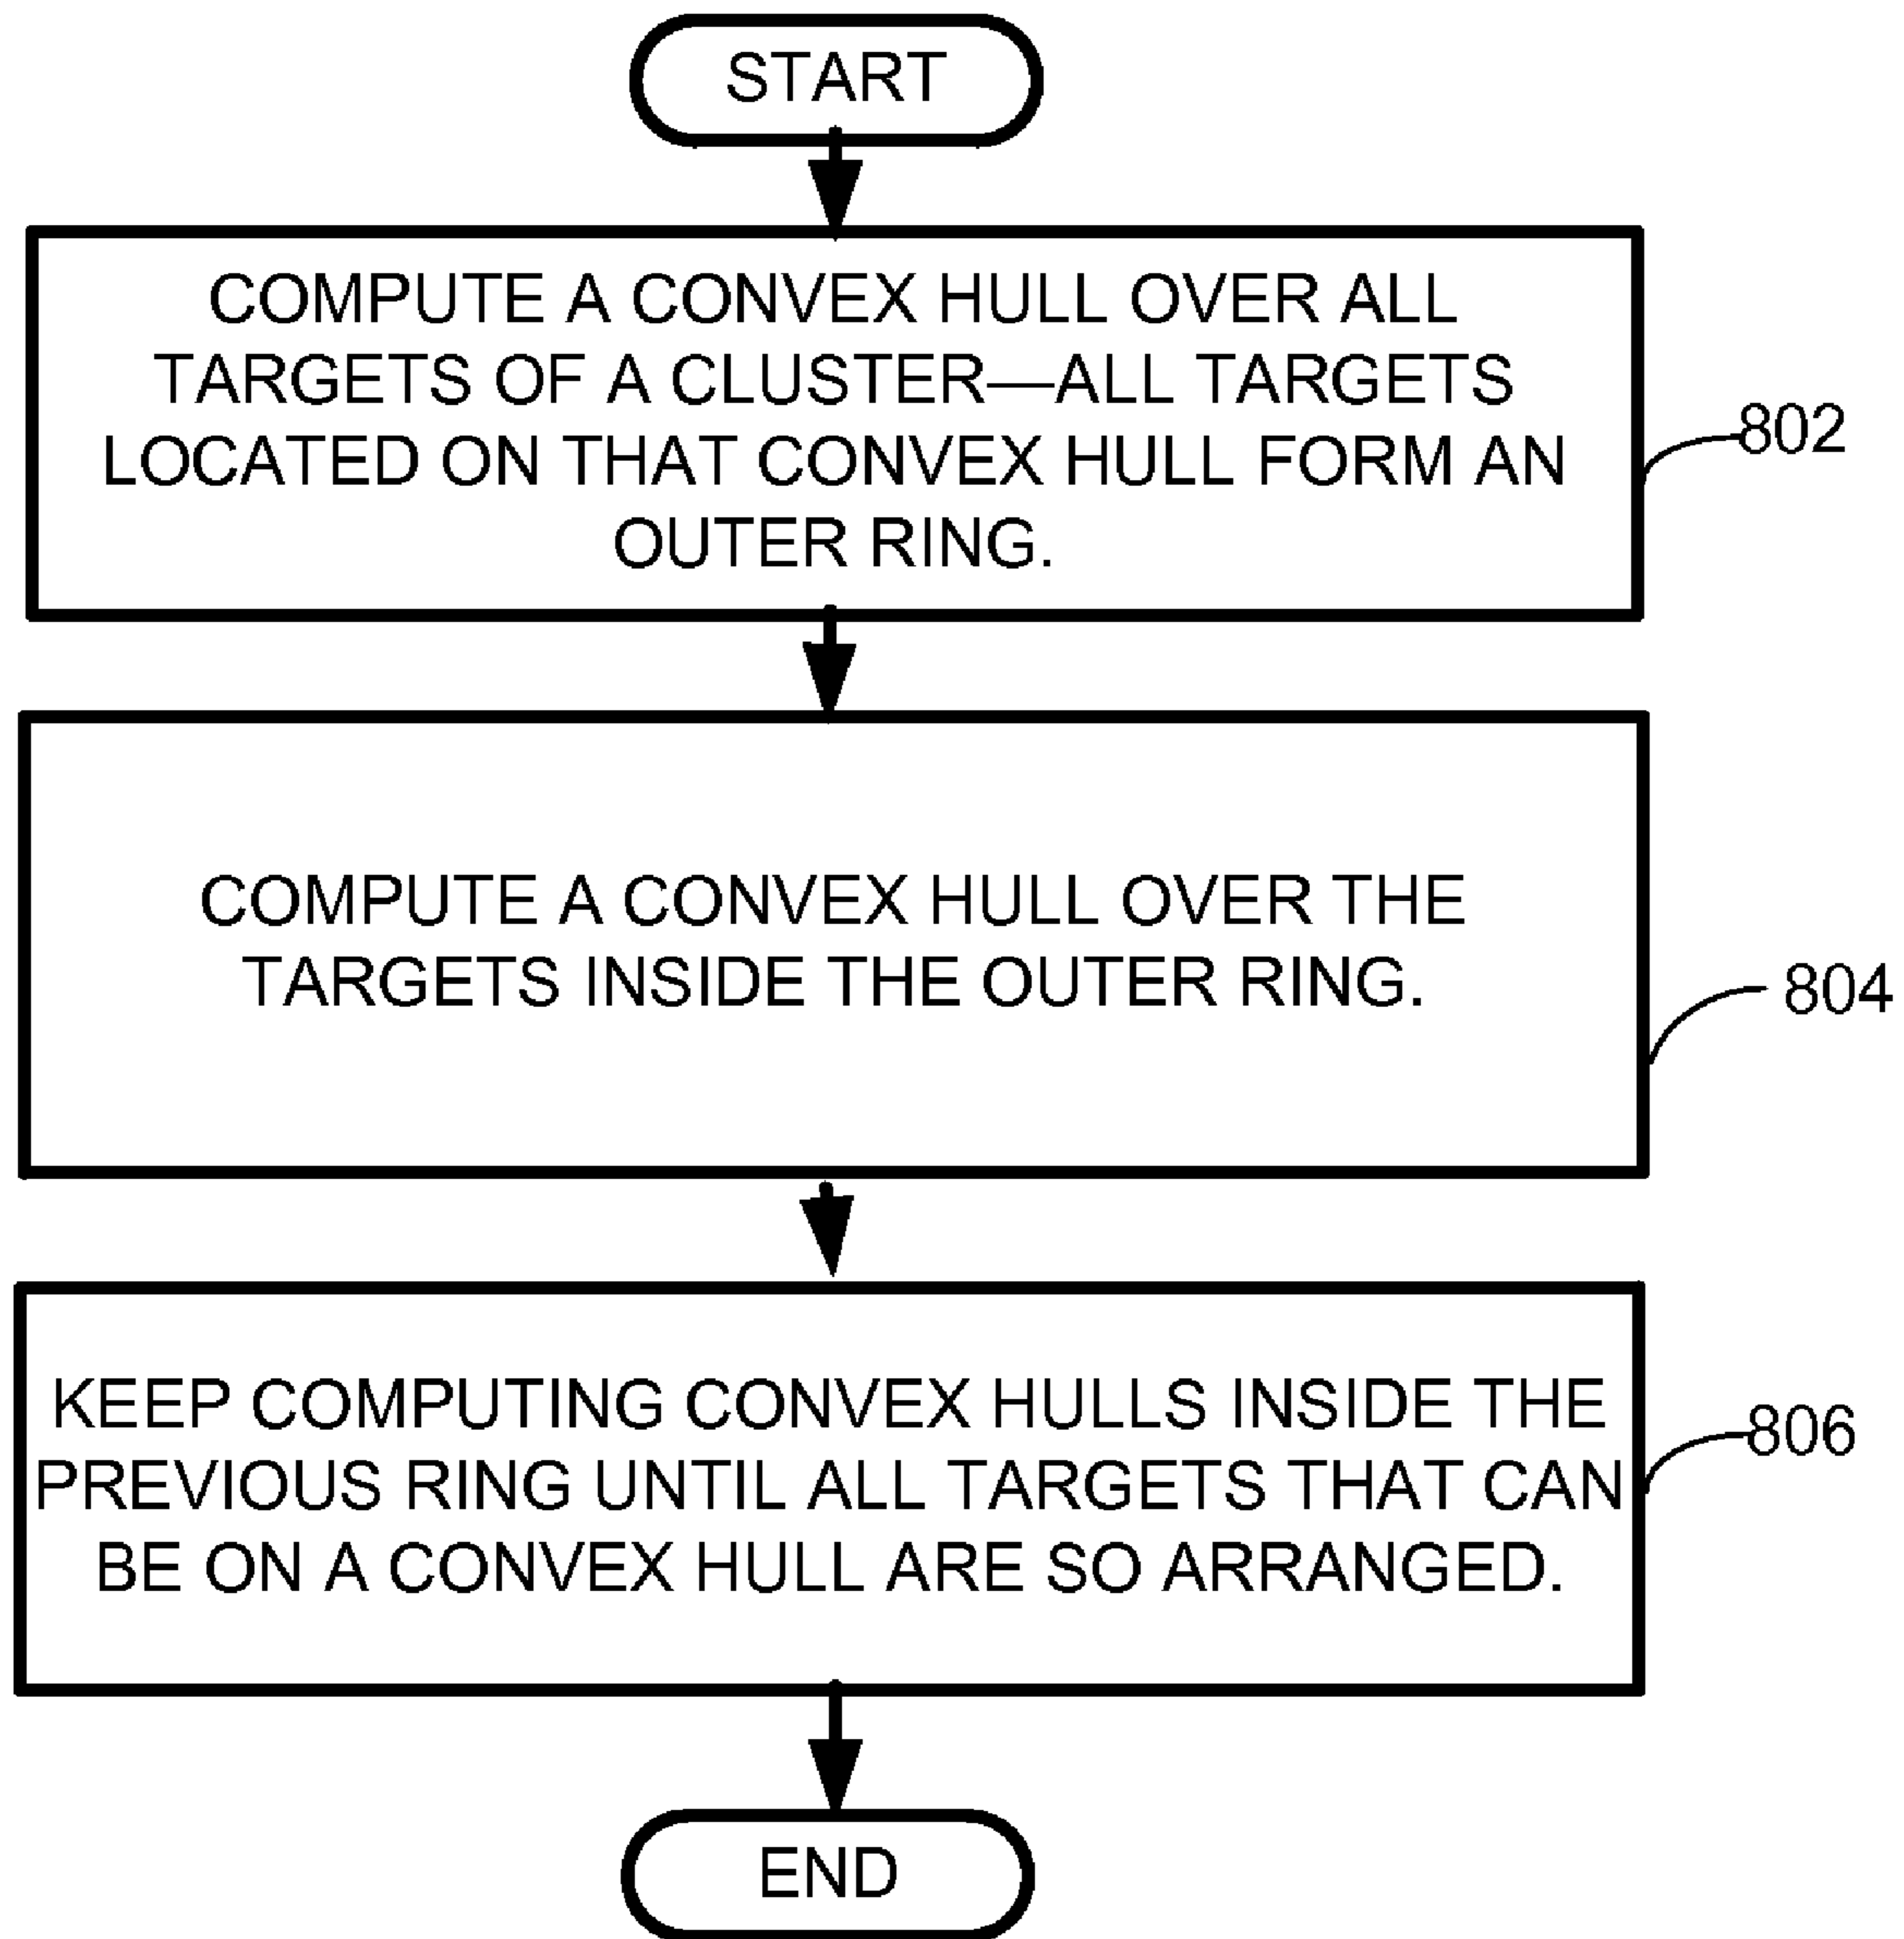 START
COMPUTE A CONVEX HULL OVER ALL
TARGETS OF A CLUSTER—ALL TARGETS
LOCATED ON THAT CONVEX HULL FORM AN
OUTER RING.
802
COMPUTE A CONVEX HULL OVER THE
TARGETS INSIDE THE OUTER RING.
804
KEEP COMPUTING CONVEX HULLS INSIDE THE
PREVIOUS RING UNTIL ALL TARGETS THAT CAN
BE ON A CONVEX HULL ARE SO ARRANGED.
806
END